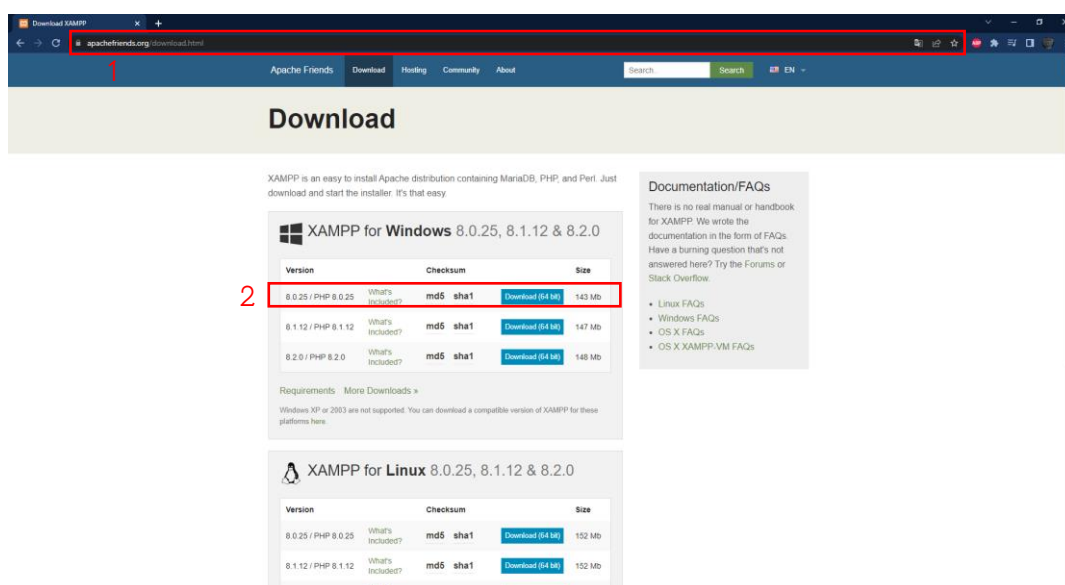 Download XAMPP
apachefriends.org/download.html
1
Apache Friends Download Hosting Community About Search... Search EN
Download
XAMPP is an easy to install Apache distribution containing MariaDB, PHP, and Perl. Just
download and start the installer. It's that easy.
XAMPP for Windows 8.0.25, 8.1.12 & 8.2.0
Version Checksum Size
2
8.0.25 / PHP 8.0.25 What's Included? md5 sha1 Download (64 bit) 143 Mb
8.1.12 / PHP 8.1.12 What's Included? md5 sha1 Download (64 bit) 147 Mb
8.2.0 / PHP 8.2.0 What's Included? md5 sha1 Download (64 bit) 148 Mb
Requirements More Downloads »
Windows XP or 2003 are not supported. You can download a compatible version of XAMPP for these
platforms here.
Documentation/FAQs
There is no real manual or handbook
for XAMPP. We wrote the
documentation in the form of FAQs.
Have a burning question that's not
answered here? Try the Forums or
Stack Overflow.
Linux FAQs
Windows FAQs
OS X FAQs
OS X XAMPP-VM FAQs
XAMPP for Linux 8.0.25, 8.1.12 & 8.2.0
Version Checksum Size
8.0.25 / PHP 8.0.25 What's Included? md5 sha1 Download (64 bit) 152 Mb
8.1.12 / PHP 8.1.12 What's Included? md5 sha1 Download (64 bit) 152 Mb